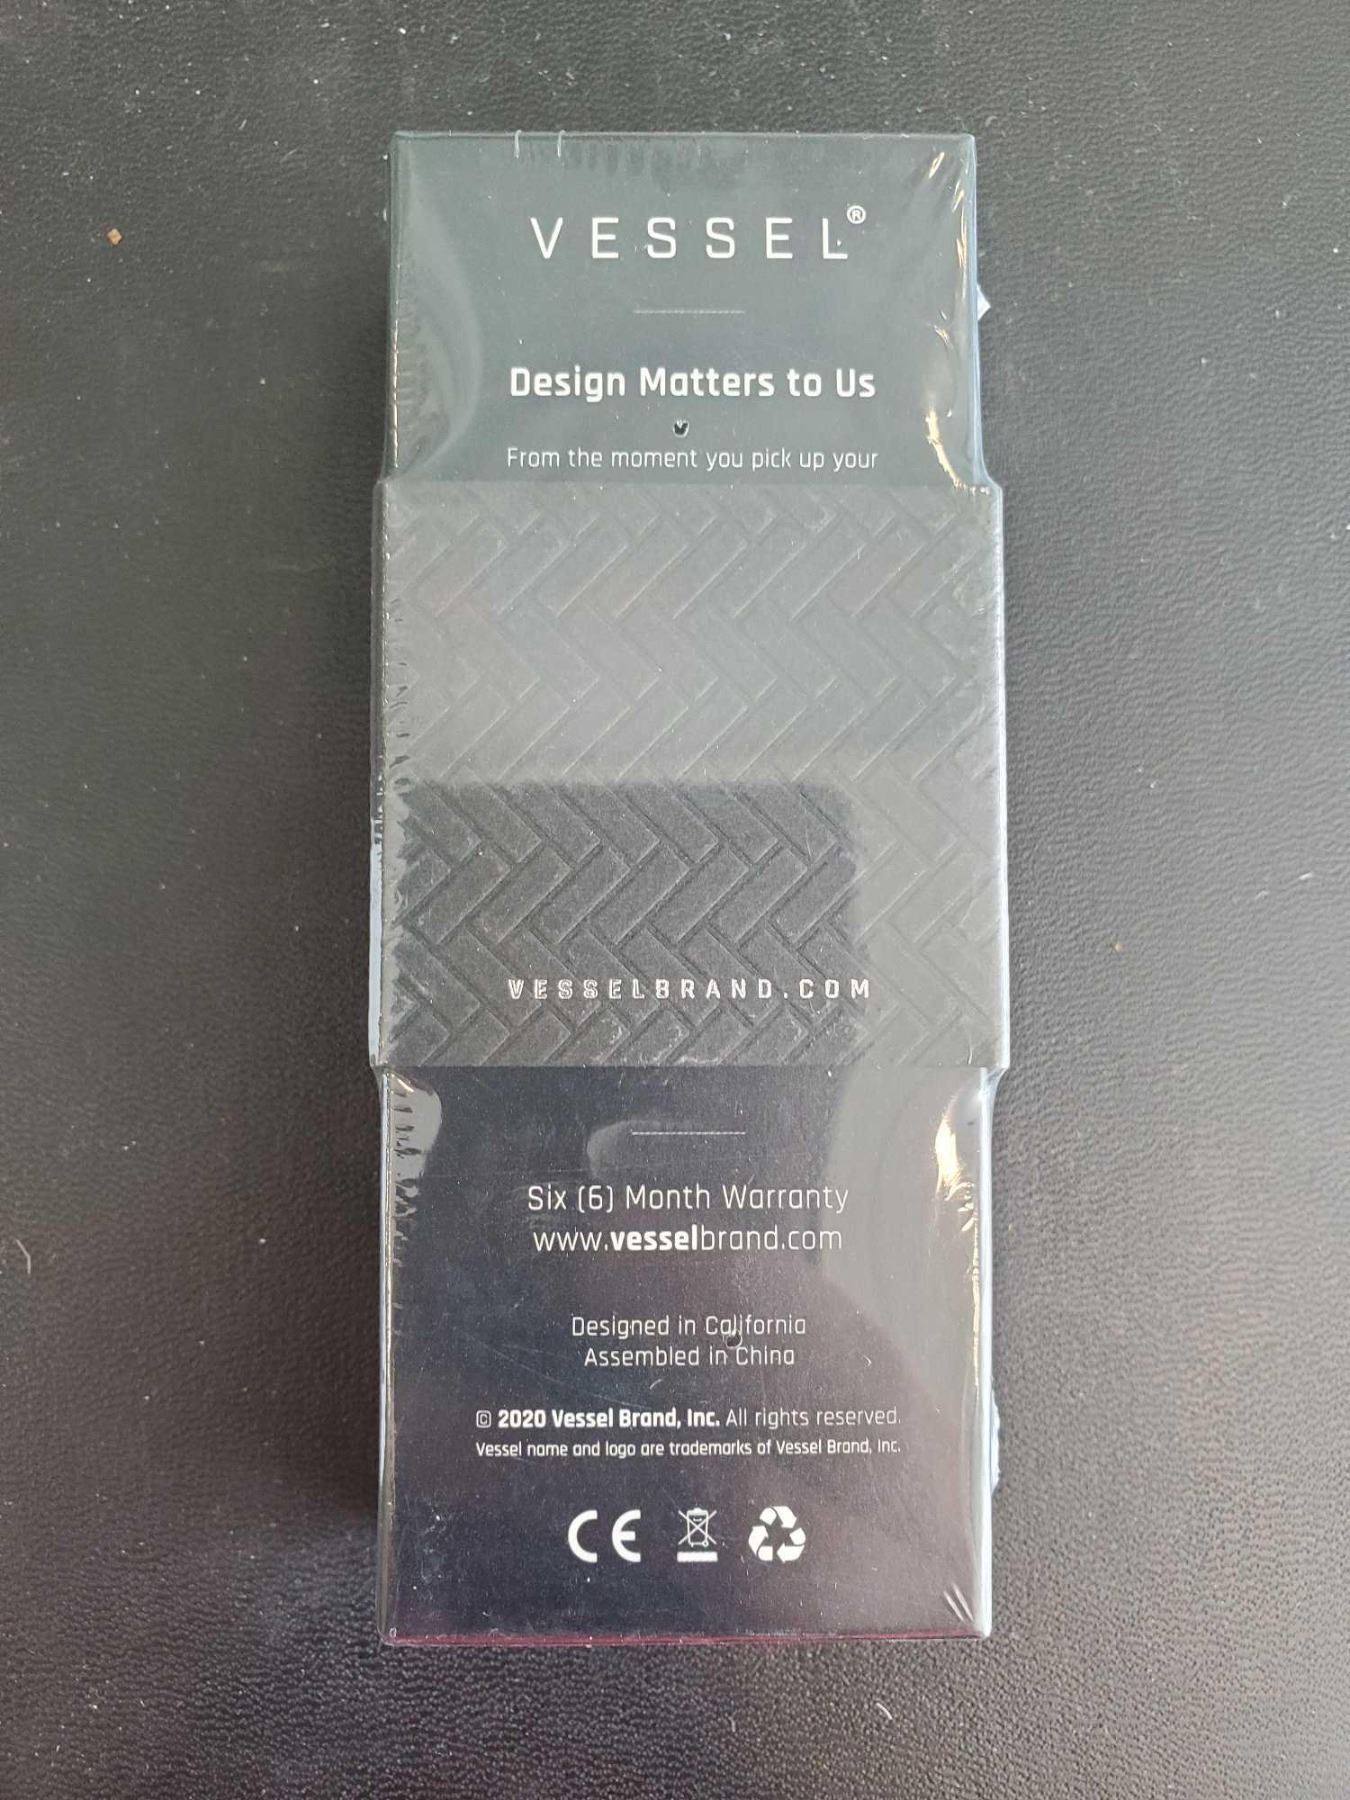 VESSEL®
Design Matters to Us
From the moment you pick up your
VESSELBRAND.COM
Six (6) Month Warranty
www.vesselbrand.com
Designed in California
Assembled in China
© 2020 Vessel Brand, Inc. All rights reserved.
Vessel name and logo are trademarks of Vessel Brand, Inc.
CE